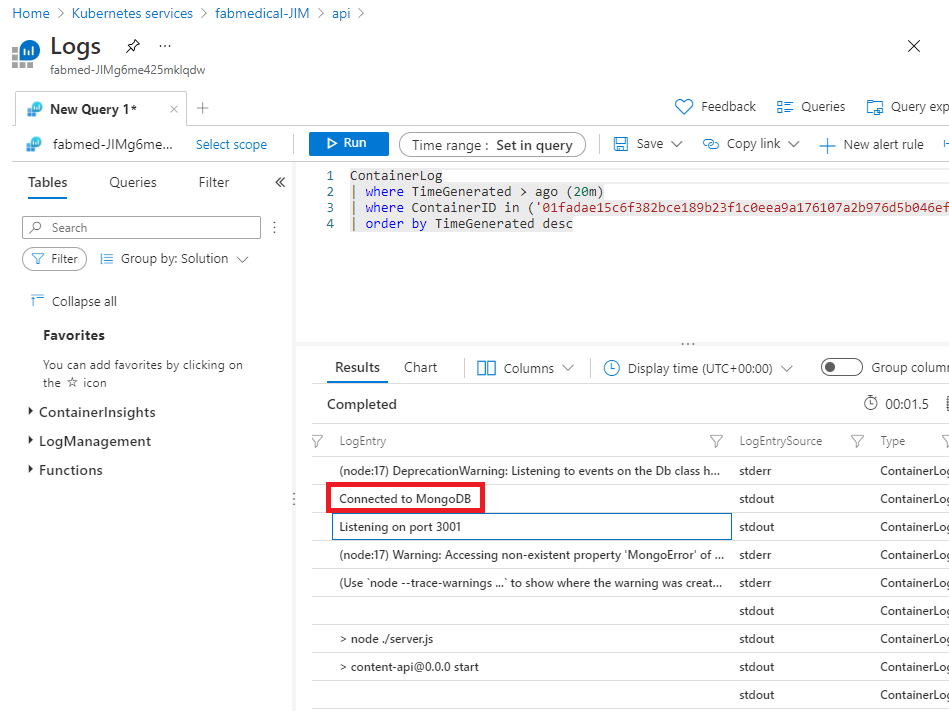 Home > Kubernetes services > fabmedical-JIM > api >
Logs
fabmed-JIMg6me425mklqdw
New Query 1*
Feedback
Queries
Query exp
fabmed-JIMg6me...
Select scope
Run
Time range : Set in query
Save
Copy link
New alert rule
Tables
Queries
Filter
1 ContainerLog
2 | where TimeGenerated > ago (20m)
3 | where ContainerID in ('01fadae15c6f382bce189b23f1c0eea9a176107a2b976d5b046ef
4 | order by TimeGenerated desc
Search
Filter
Group by: Solution
Collapse all
Favorites
You can add favorites by clicking on
the ☆ icon
ContainerInsights
LogManagement
Functions
Results
Chart
Columns
Display time (UTC+00:00)
Group column
Completed
00:01.5
LogEntry LogEntrySource Type
(node:17) DeprecationWarning: Listening to events on the Db class h... stderr ContainerLog
Connected to MongoDB stdout ContainerLog
Listening on port 3001 stdout ContainerLog
(node:17) Warning: Accessing non-existent property 'MongoError' of ... stderr ContainerLog
(Use `node --trace-warnings ...` to show where the warning was creat... stderr ContainerLog
stdout ContainerLog
> node ./server.js stdout ContainerLog
> content-api@0.0.0 start stdout ContainerLog
stdout ContainerLog